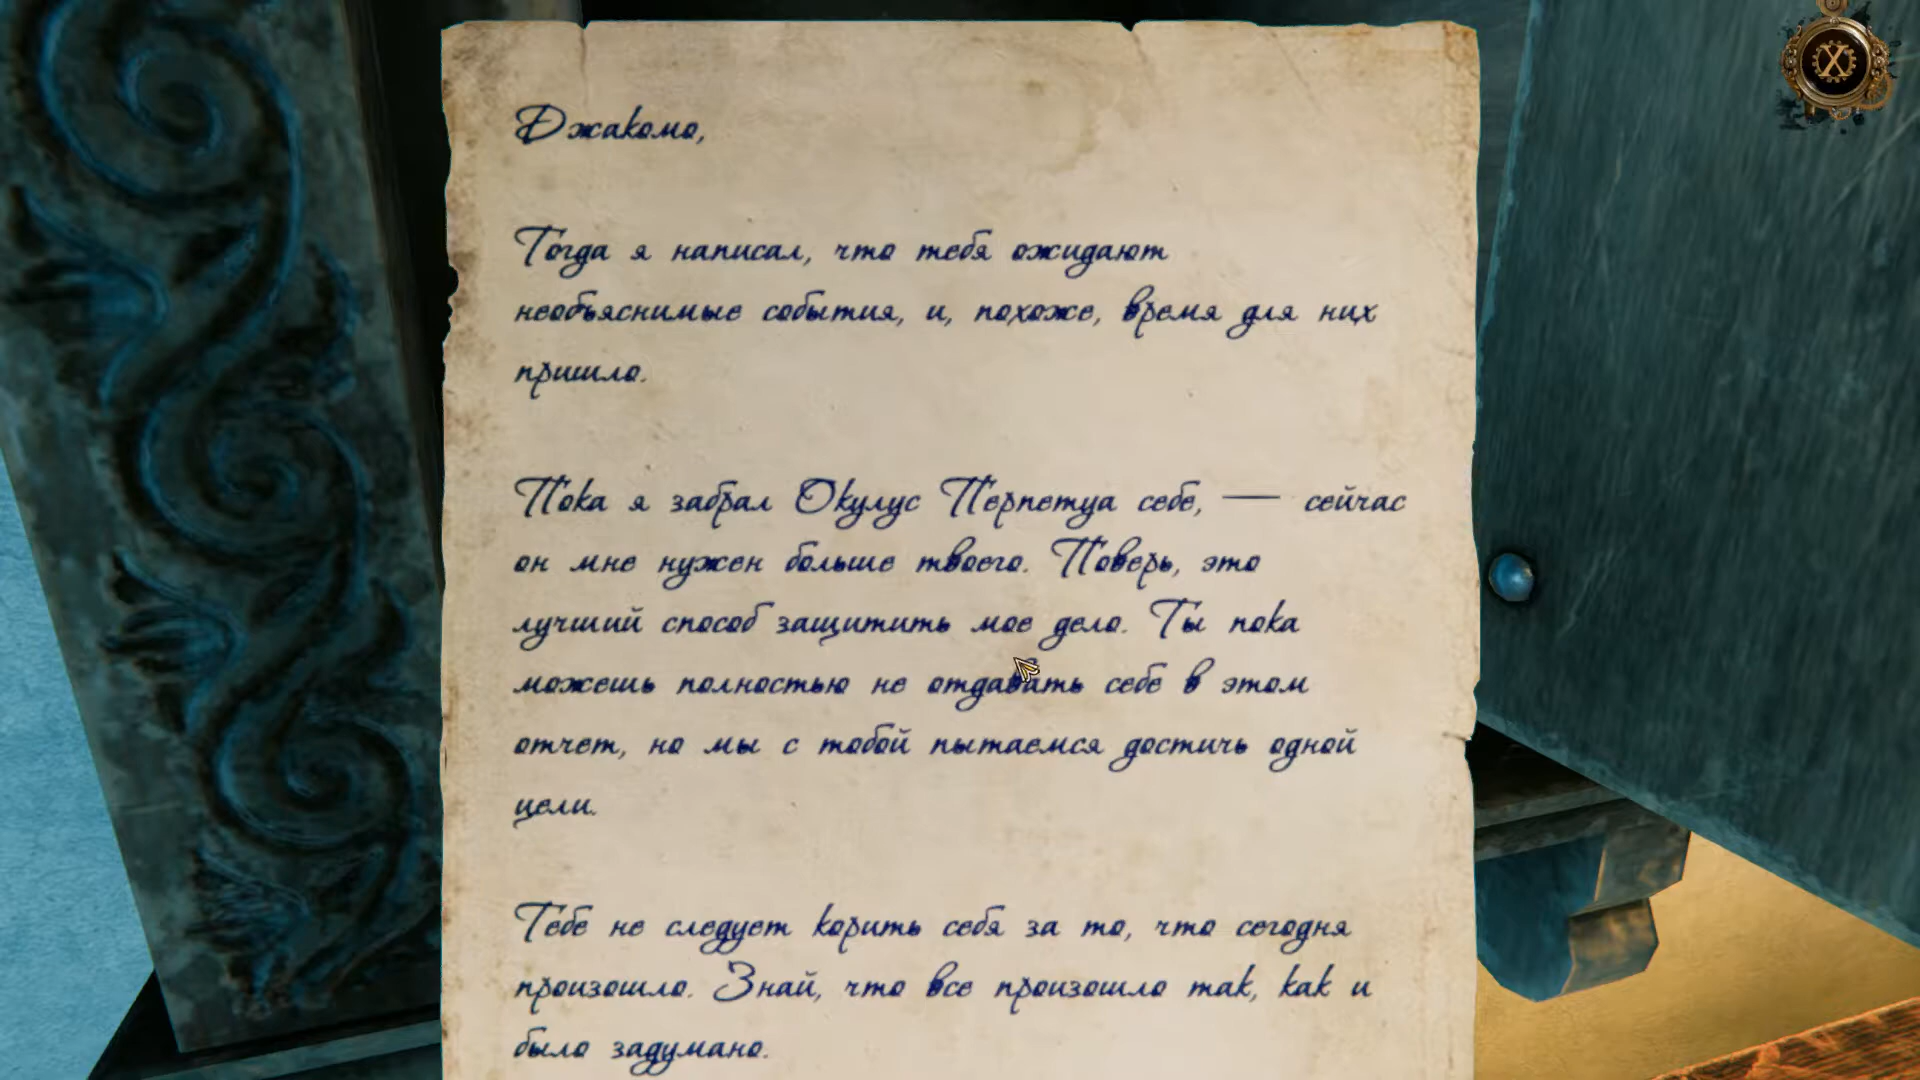 Джакомо,
Тогда я написал, что тебя ожидают
необъяснимые события, и, похоже, время для них
пришло.
Пока я забрал Окулус Перпетуа себе, — сейчас
он мне нужен больше твоего. Поверь, это
лучший способ защитить мое дело. Ты пока
можешь полностью не отдавать себе в этом
отчет, но мы с тобой пытаемся достичь одной
цели.
Тебе не следует корить себя за то, что сегодня
произошло. Знай, что все произошло так, как и
было задумано.